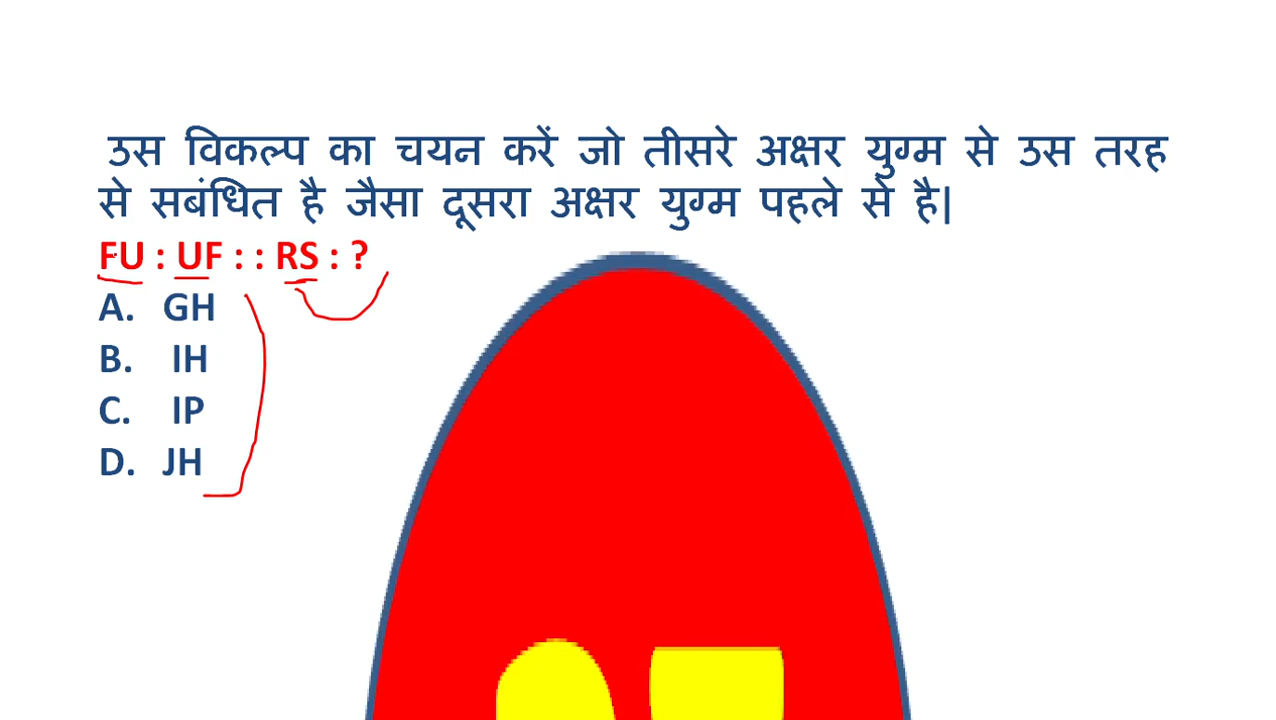 उस विकल्प का चयन करें जो तीसरे अक्षर युग्म से उस तरह
से सबंधित है जैसा दूसरा अक्षर युग्म पहले से है|
FU : UF : : RS : ?
A. GH
B. IH
C. IP
D. JH